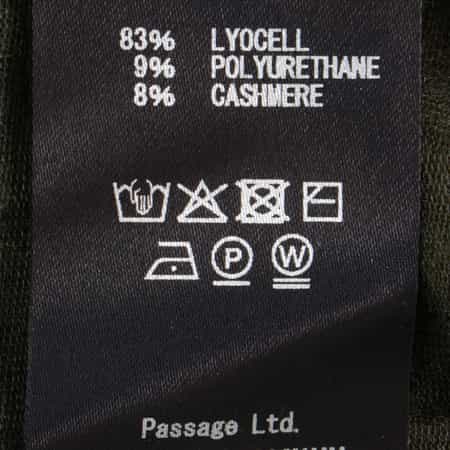 83% LYOCELL
9% POLYURETHANE
8% CASHMERE
P W
Passage Ltd.